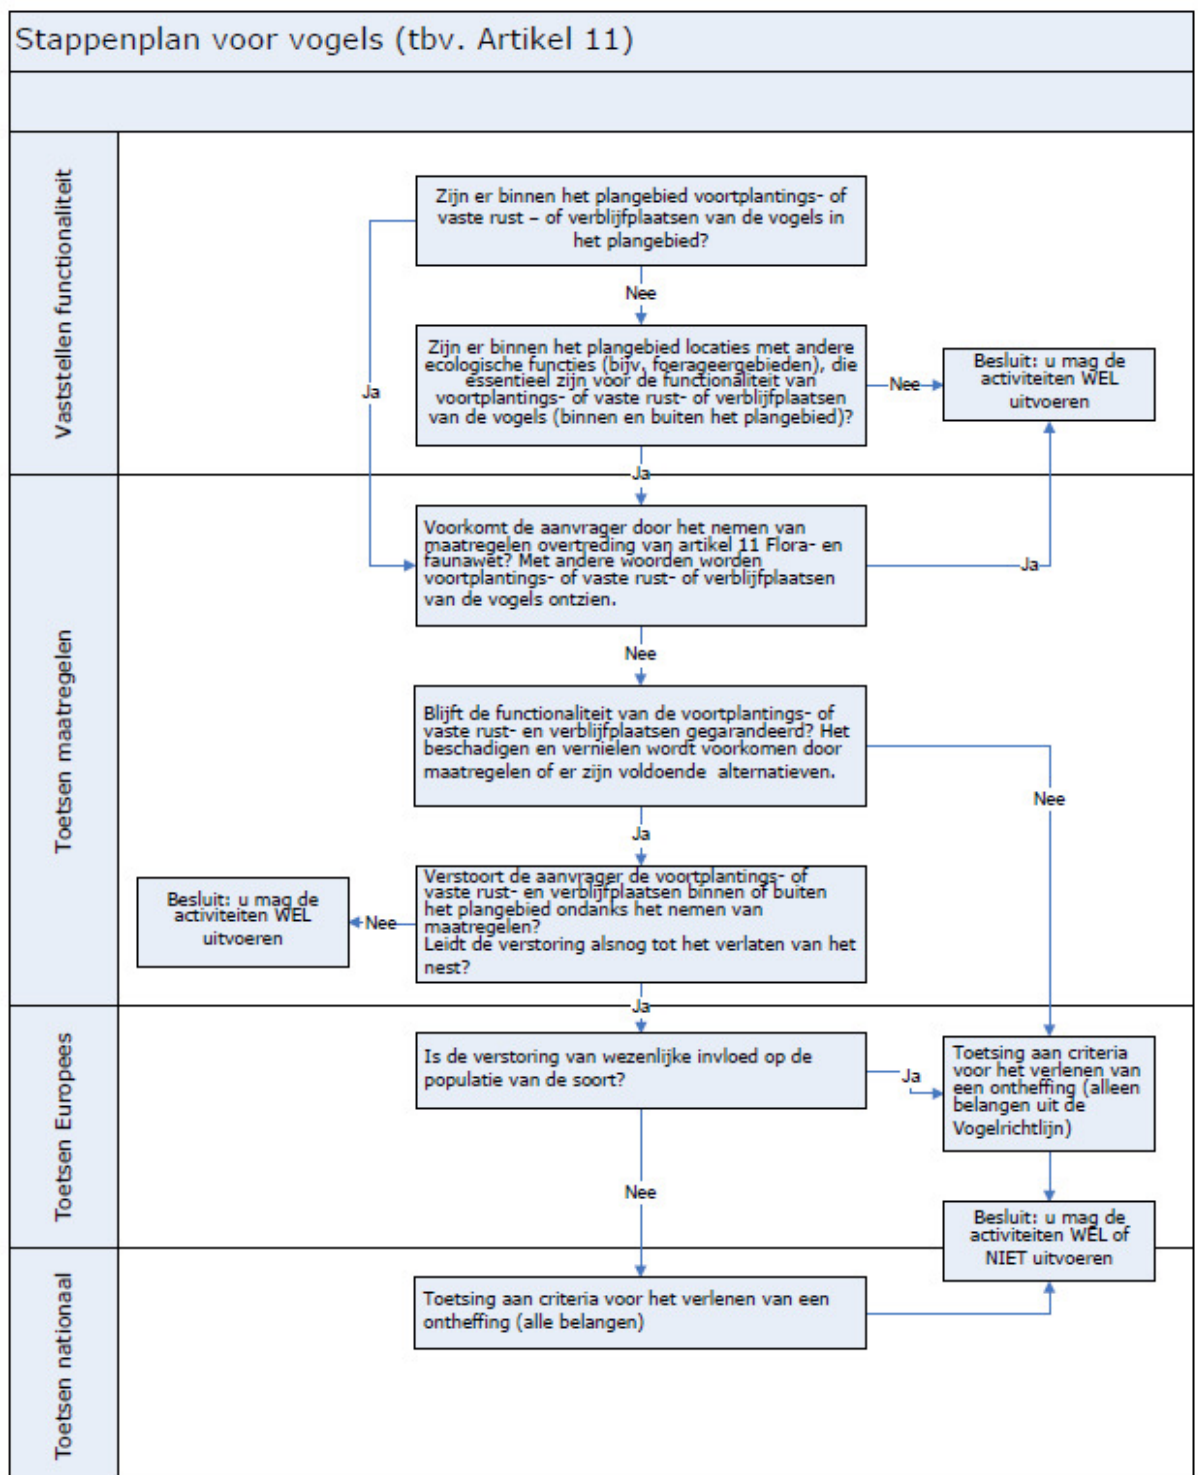 Stappenplan voor vogels (tbv. Artikel 11)
Vaststellen functionaliteit
Zijn er binnen het plangebied voortplantings- of
vaste rust – of verblijfplaatsen van de vogels in
het plangebied?
Nee
Ja
Zijn er binnen het plangebied locaties met andere
ecologische functies (bijv. foerageergebieden), die
essentieel zijn voor de functionaliteit van
voortplantings- of vaste rust- of verblijfplaatsen
van de vogels (binnen en buiten het plangebied)?
Nee
Besluit: u mag de
activiteiten WEL
uitvoeren
Ja
Toetsen maatregelen
Voorkomt de aanvrager door het nemen van
maatregelen overtreding van artikel 11 Flora- en
faunawet? Met andere woorden worden
voortplantings- of vaste rust- of verblijfplaatsen
van de vogels ontzien.
Ja
Nee
Blijft de functionaliteit van de voortplantings- of
vaste rust- en verblijfplaatsen gegarandeerd? Het
beschadigen en vernielen wordt voorkomen door
maatregelen of er zijn voldoende alternatieven.
Nee
Ja
Verstoort de aanvrager de voortplantings- of
vaste rust- en verblijfplaatsen binnen of buiten
het plangebied ondanks het nemen van
maatregelen?
Leidt de verstoring alsnog tot het verlaten van het
nest?
Nee
Besluit: u mag de
activiteiten WEL
uitvoeren
Ja
Toetsen Europees
Is de verstoring van wezenlijke invloed op de
populatie van de soort?
Ja
Toetsing aan criteria
voor het verlenen van
een ontheffing (alleen
belangen uit de
Vogelrichtlijn)
Nee
Besluit: u mag de
activiteiten WEL of
NIET uitvoeren
Toetsen nationaal
Toetsing aan criteria voor het verlenen van een
ontheffing (alle belangen)